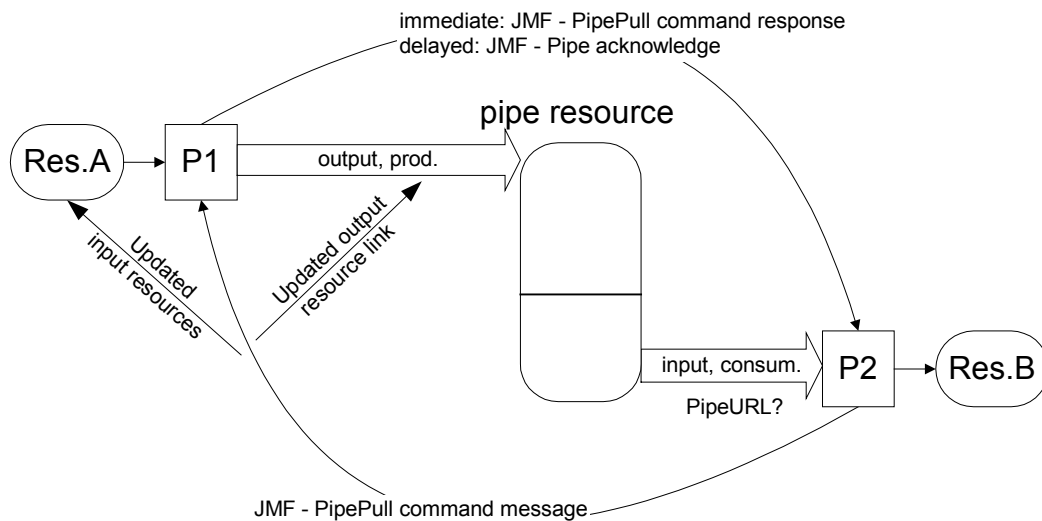 immediate: JMF - PipePull command response
delayed: JMF - Pipe acknowledge
pipe resource
Res.A
P1
output, prod.
Updated
input resources
Updated output
resource link
input, consum.
P2
Res.B
PipeURL?
JMF - PipePull command message